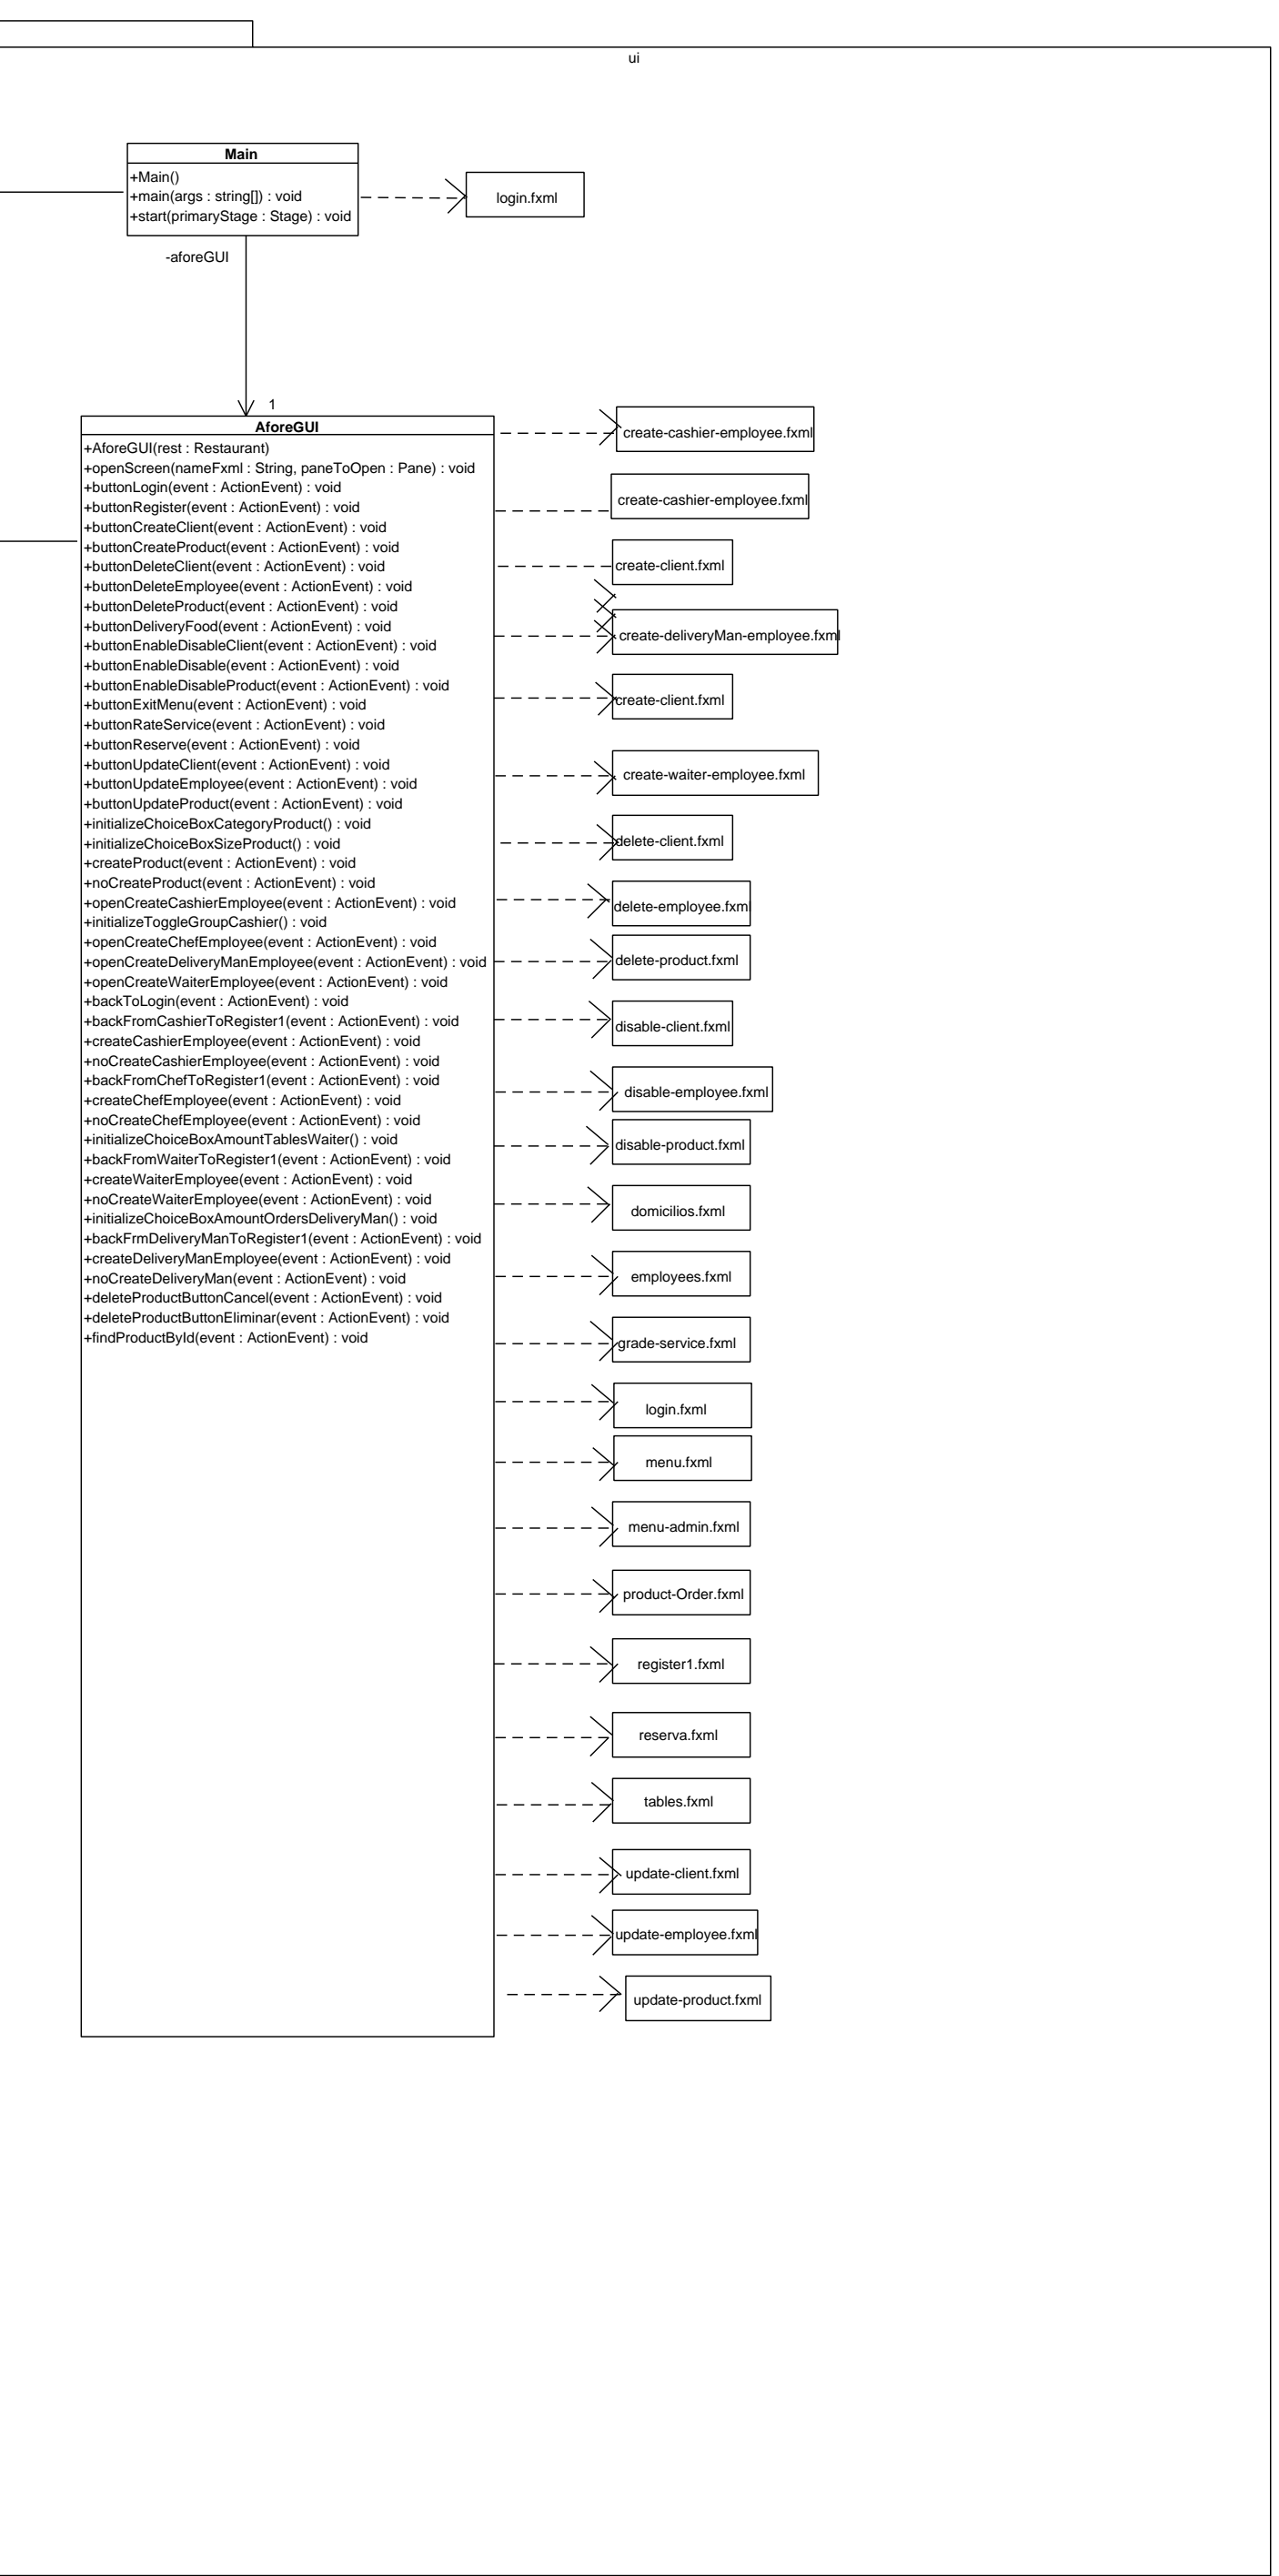 ui
Main
+Main()
+main(args : string[]) : void
+start(primaryStage : Stage) : void
login.fxml
-aforeGUI
1
AforeGUI
+AforeGUI(rest : Restaurant)
+openScreen(nameFxml : String, paneToOpen : Pane) : void
+buttonLogin(event : ActionEvent) : void
+buttonRegister(event : ActionEvent) : void
+buttonCreateClient(event : ActionEvent) : void
+buttonCreateProduct(event : ActionEvent) : void
+buttonDeleteClient(event : ActionEvent) : void
+buttonDeleteEmployee(event : ActionEvent) : void
+buttonDeleteProduct(event : ActionEvent) : void
+buttonDeliveryFood(event : ActionEvent) : void
+buttonEnableDisableClient(event : ActionEvent) : void
+buttonEnableDisable(event : ActionEvent) : void
+buttonEnableDisableProduct(event : ActionEvent) : void
+buttonExitMenu(event : ActionEvent) : void
+buttonRateService(event : ActionEvent) : void
+buttonReserve(event : ActionEvent) : void
+buttonUpdateClient(event : ActionEvent) : void
+buttonUpdateEmployee(event : ActionEvent) : void
+buttonUpdateProduct(event : ActionEvent) : void
+initializeChoiceBoxCategoryProduct() : void
+initializeChoiceBoxSizeProduct() : void
+createProduct(event : ActionEvent) : void
+noCreateProduct(event : ActionEvent) : void
+openCreateCashierEmployee(event : ActionEvent) : void
+initializeToggleGroupCashier() : void
+openCreateChefEmployee(event : ActionEvent) : void
+openCreateDeliveryManEmployee(event : ActionEvent) : void
+openCreateWaiterEmployee(event : ActionEvent) : void
+backToLogin(event : ActionEvent) : void
+backFromCashierToRegister1(event : ActionEvent) : void
+createCashierEmployee(event : ActionEvent) : void
+noCreateCashierEmployee(event : ActionEvent) : void
+backFromChefToRegister1(event : ActionEvent) : void
+createChefEmployee(event : ActionEvent) : void
+noCreateChefEmployee(event : ActionEvent) : void
+initializeChoiceBoxAmountTablesWaiter() : void
+backFromWaiterToRegister1(event : ActionEvent) : void
+createWaiterEmployee(event : ActionEvent) : void
+noCreateWaiterEmployee(event : ActionEvent) : void
+initializeChoiceBoxAmountOrdersDeliveryMan() : void
+backFrmDeliveryManToRegister1(event : ActionEvent) : void
+createDeliveryManEmployee(event : ActionEvent) : void
+noCreateDeliveryMan(event : ActionEvent) : void
+deleteProductButtonCancel(event : ActionEvent) : void
+deleteProductButtonEliminar(event : ActionEvent) : void
+findProductById(event : ActionEvent) : void
create-cashier-employee.fxml
create-cashier-employee.fxml
create-client.fxml
create-deliveryMan-employee.fxml
create-client.fxml
create-waiter-employee.fxml
delete-client.fxml
delete-employee.fxml
delete-product.fxml
disable-client.fxml
disable-employee.fxml
disable-product.fxml
domicilios.fxml
employees.fxml
grade-service.fxml
login.fxml
menu.fxml
menu-admin.fxml
product-Order.fxml
register1.fxml
reserva.fxml
tables.fxml
update-client.fxml
update-employee.fxml
update-product.fxml